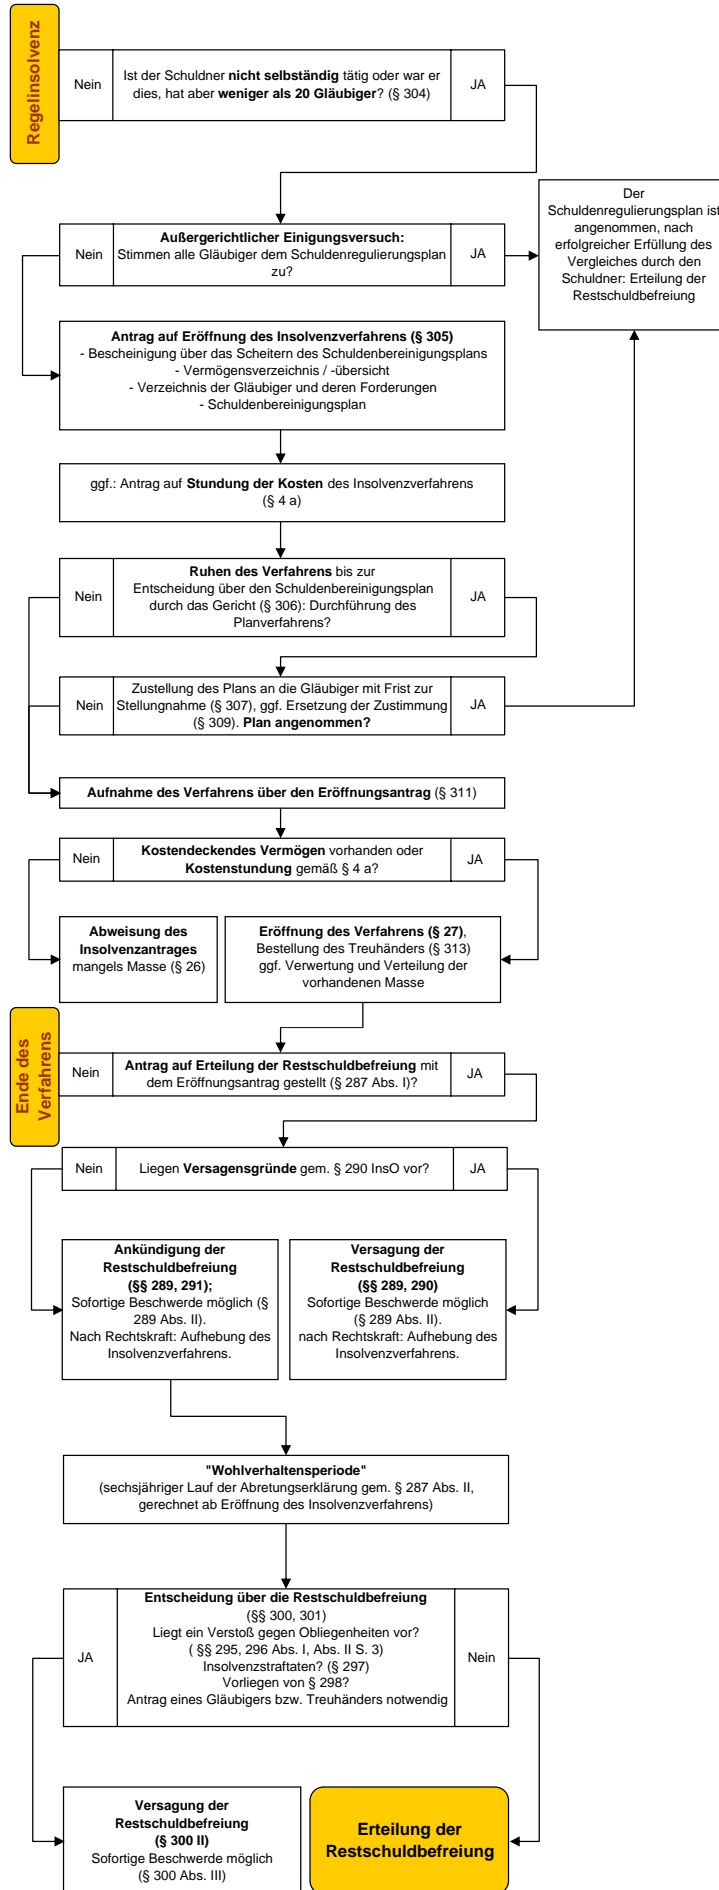 Regelinsolvenz
Nein
Ist der Schuldner nicht selbständig tätig oder war er
dies, hat aber weniger als 20 Gläubiger? (§ 304)
JA
Der
Schuldenregulierungsplan ist
angenommen, nach
erfolgreicher Erfüllung des
Vergleiches durch den
Schuldner: Erteilung der
Restschuldbefreiung
Nein
Außergerichtlicher Einigungsversuch:
Stimmen alle Gläubiger dem Schuldenregulierungsplan
zu?
JA
Antrag auf Eröffnung des Insolvenzverfahrens (§ 305)
- Bescheinigung über das Scheitern des Schuldenbereinigungsplans
- Vermögensverzeichnis / -übersicht
- Verzeichnis der Gläubiger und deren Forderungen
- Schuldenbereinigungsplan
ggf.: Antrag auf Stundung der Kosten des Insolvenzverfahrens
(§ 4 a)
Nein
Ruhen des Verfahrens bis zur
Entscheidung über den Schuldenbereinigungsplan
durch das Gericht (§ 306): Durchführung des
Planverfahrens?
JA
Nein
Zustellung des Plans an die Gläubiger mit Frist zur
Stellungnahme (§ 307), ggf. Ersetzung der Zustimmung
(§ 309). Plan angenommen?
JA
Aufnahme des Verfahrens über den Eröffnungsantrag (§ 311)
Nein
Kostendeckendes Vermögen vorhanden oder
Kostenstundung gemäß § 4 a?
JA
Abweisung des
Insolvenzantrages
mangels Masse (§ 26)
Eröffnung des Verfahrens (§ 27),
Bestellung des Treuhänders (§ 313)
ggf. Verwertung und Verteilung der
vorhandenen Masse
Ende des
Verfahrens
Nein
Antrag auf Erteilung der Restschuldbefreiung mit
dem Eröffnungsantrag gestellt (§ 287 Abs. I)?
JA
Nein
Liegen Versagensgründe gem. § 290 InsO vor?
JA
Ankündigung der
Restschuldbefreiung
(§§ 289, 291);
Sofortige Beschwerde möglich (§
289 Abs. II).
Nach Rechtskraft: Aufhebung des
Insolvenzverfahrens.
Versagung der
Restschuldbefreiung
(§§ 289, 290)
Sofortige Beschwerde möglich
(§ 289 Abs. II).
nach Rechtskraft: Aufhebung des
Insolvenzverfahrens.
"Wohlverhaltensperiode"
(sechsjähriger Lauf der Abretungserklärung gem. § 287 Abs. II,
gerechnet ab Eröffnung des Insolvenzverfahrens)
JA
Entscheidung über die Restschuldbefreiung
(§§ 300, 301)
Liegt ein Verstoß gegen Obliegenheiten vor?
( §§ 295, 296 Abs. I, Abs. II S. 3)
Insolvenzstraftaten? (§ 297)
Vorliegen von § 298?
Antrag eines Gläubigers bzw. Treuhänders notwendig
Nein
Versagung der
Restschuldbefreiung
(§ 300 II)
Sofortige Beschwerde möglich
(§ 300 Abs. III)
Erteilung der
Restschuldbefreiung